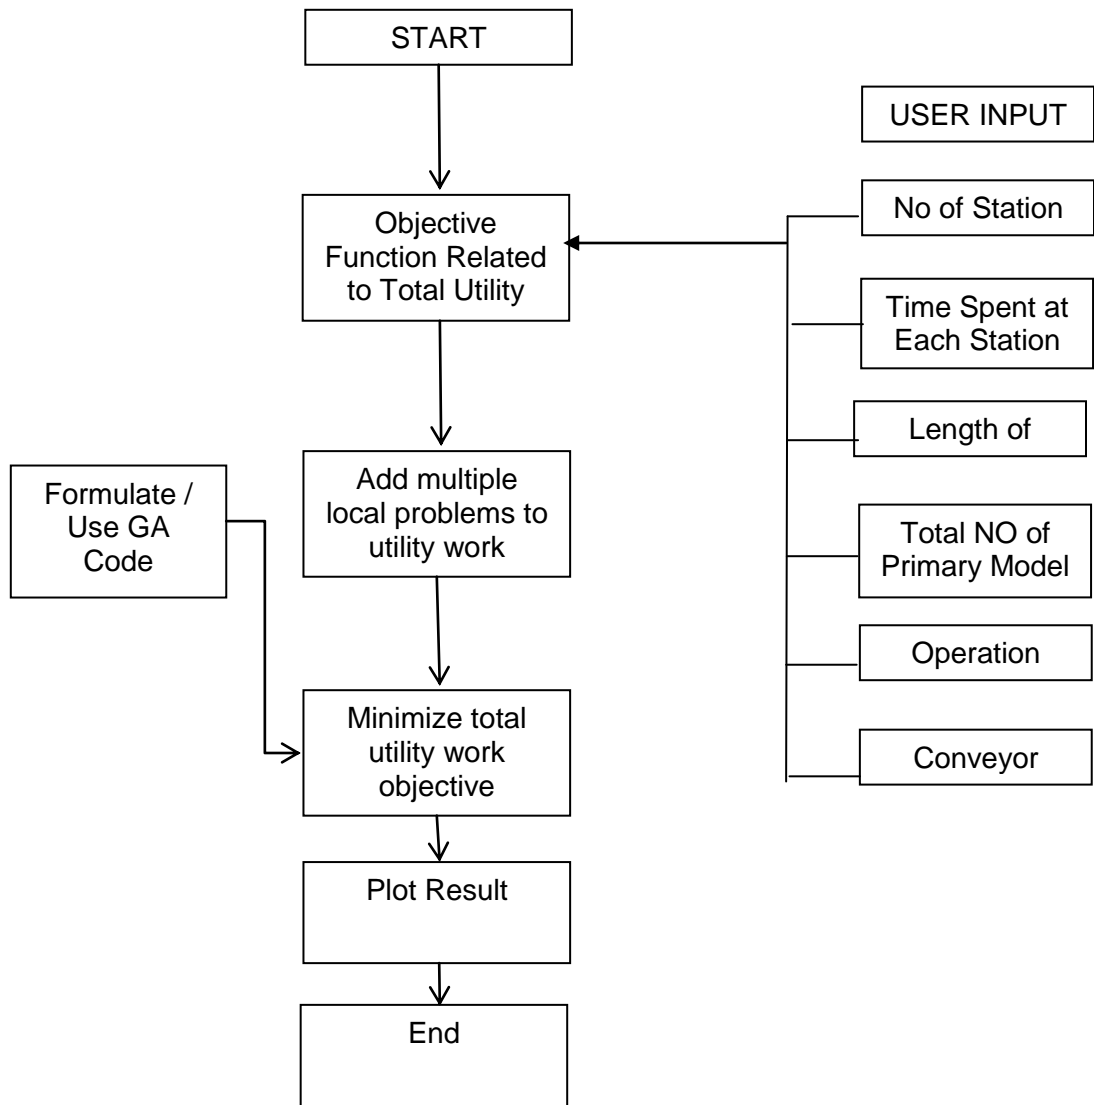 START
USER INPUT
No of Station
Objective
Function Related
to Total Utility
Time Spent at
Each Station
Length of
Add multiple
local problems to
utility work
Formulate /
Use GA
Code
Total NO of
Primary Model
Operation
Minimize total
utility work
objective
Conveyor
Plot Result
End